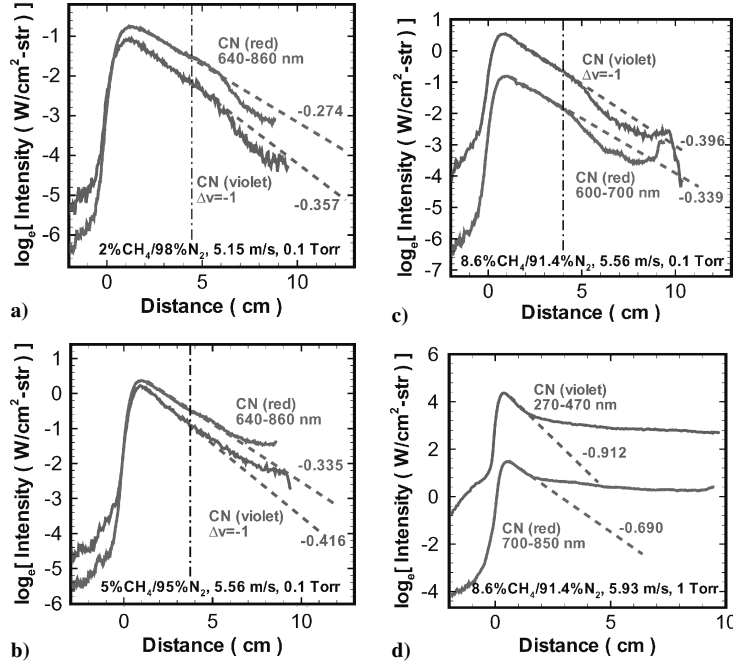 a)
log_e[ Intensity ( W/cm²-str ) ]
-1
-2
-3
-4
-5
-6
CN (red)
640-860 nm
-0.274
CN (violet)
Δv=-1
-0.357
2%CH₄/98%N₂, 5.15 m/s, 0.1 Torr
0
5
10
Distance ( cm )
c)
log_e[ Intensity ( W/cm²-str ) ]
2
1
0
-1
-2
-3
-4
-5
-6
-7
CN (violet)
Δv=-1
-0.396
CN (red)
600-700 nm
-0.339
8.6%CH₄/91.4%N₂, 5.56 m/s, 0.1 Torr
0
5
10
Distance ( cm )
b)
log_e[ Intensity ( W/cm²-str ) ]
1
0
-1
-2
-3
-4
-5
-6
CN (red)
640-860 nm
-0.335
CN (violet)
Δv=-1
-0.416
5%CH₄/95%N₂, 5.56 m/s, 0.1 Torr
0
5
10
Distance ( cm )
d)
log_e[ Intensity ( W/cm²-str ) ]
6
4
2
0
-2
-4
CN (violet)
270-470 nm
-0.912
CN (red)
700-850 nm
-0.690
8.6%CH₄/91.4%N₂, 5.93 m/s, 1 Torr
0
5
10
Distance ( cm )